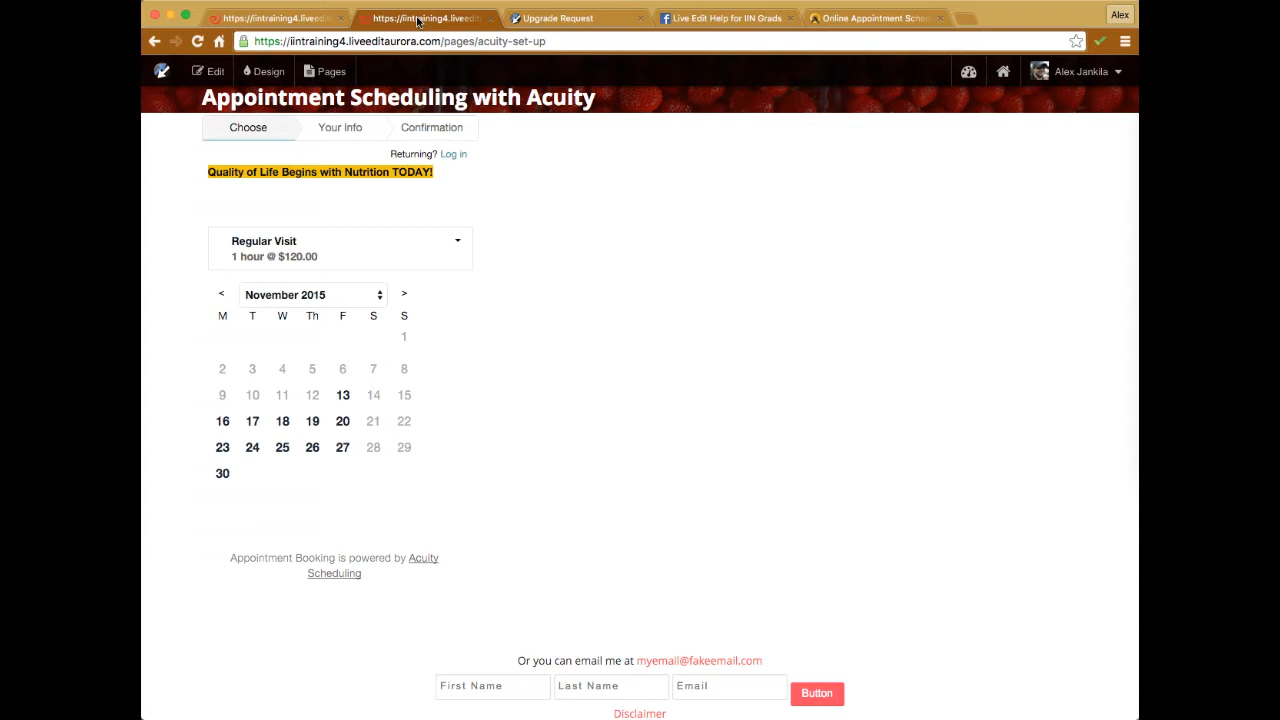 https://iintraining4.liveedit
https://iintraining4.liveedit
Upgrade Request
Live Edit Help for IIN Grads
Online Appointment Sche
Alex
https://iintraining4.liveeditaurora.com/pages/acuity-set-up
Edit
Design
Pages
Alex Jankila
Appointment Scheduling with Acuity
Choose
Your Info
Confirmation
Returning? Log in
Quality of Life Begins with Nutrition TODAY!
Regular Visit
1 hour @ $120.00
< November 2015 >
M T W Th F S S
1
2 3 4 5 6 7 8
9 10 11 12 13 14 15
16 17 18 19 20 21 22
23 24 25 26 27 28 29
30
Appointment Booking is powered by Acuity
Scheduling
Or you can email me at myemail@fakeemail.com
First Name
Last Name
Email
Button
Disclaimer